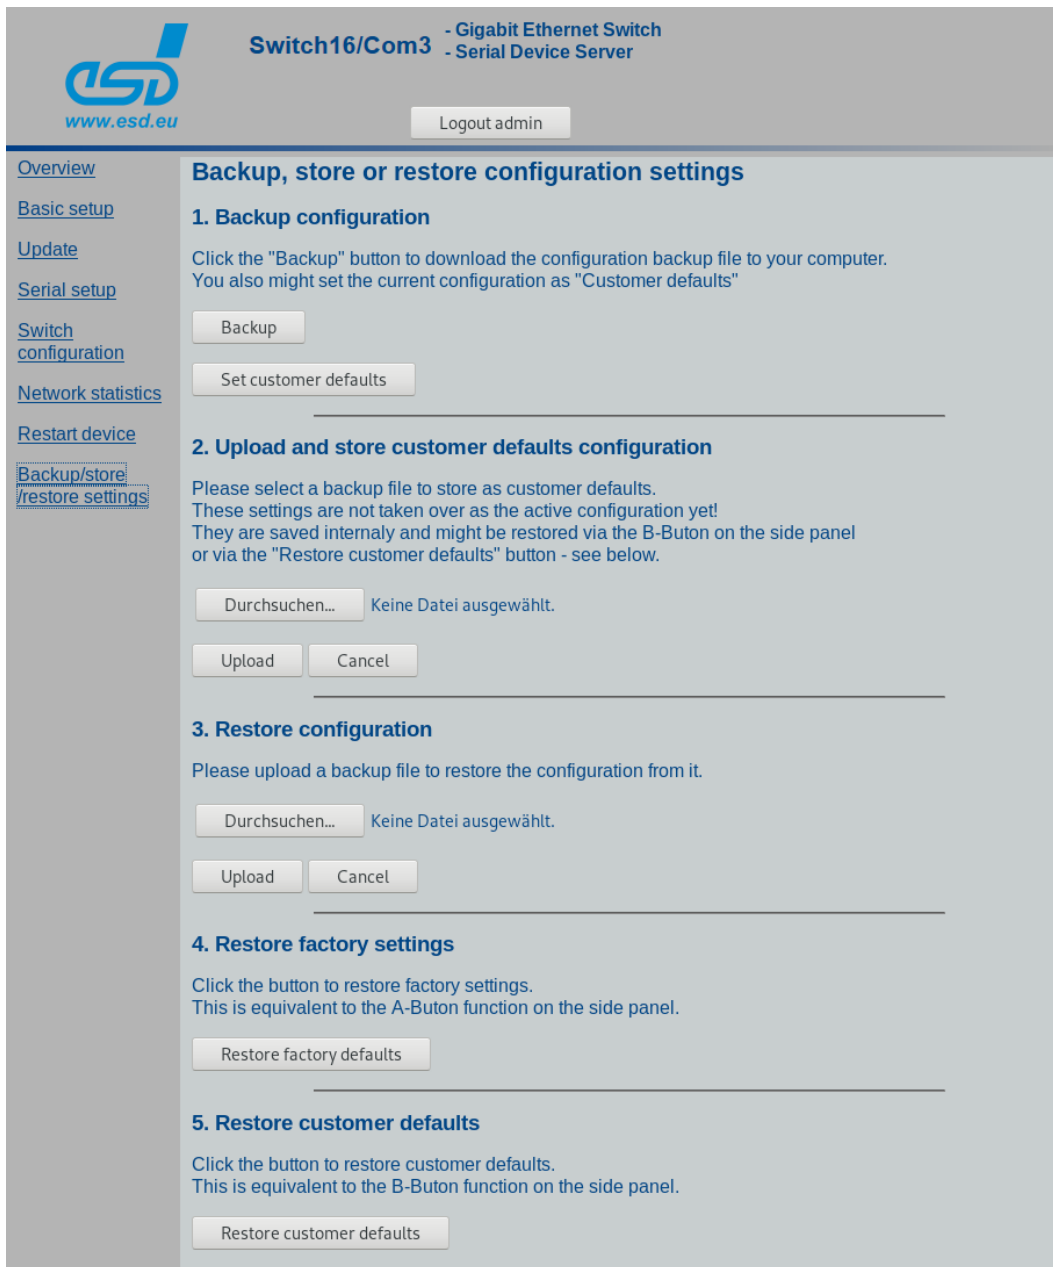 esd
www.esd.eu
Switch16/Com3
- Gigabit Ethernet Switch
- Serial Device Server
Logout admin
Overview
Basic setup
Update
Serial setup
Switch
configuration
Network statistics
Restart device
Backup/store
/restore settings
Backup, store or restore configuration settings
1. Backup configuration
Click the "Backup" button to download the configuration backup file to your computer.
You also might set the current configuration as "Customer defaults"
Backup
Set customer defaults
2. Upload and store customer defaults configuration
Please select a backup file to store as customer defaults.
These settings are not taken over as the active configuration yet!
They are saved internaly and might be restored via the B-Buton on the side panel
or via the "Restore customer defaults" button - see below.
Durchsuchen... Keine Datei ausgewählt.
Upload Cancel
3. Restore configuration
Please upload a backup file to restore the configuration from it.
Durchsuchen... Keine Datei ausgewählt.
Upload Cancel
4. Restore factory settings
Click the button to restore factory settings.
This is equivalent to the A-Buton function on the side panel.
Restore factory defaults
5. Restore customer defaults
Click the button to restore customer defaults.
This is equivalent to the B-Buton function on the side panel.
Restore customer defaults